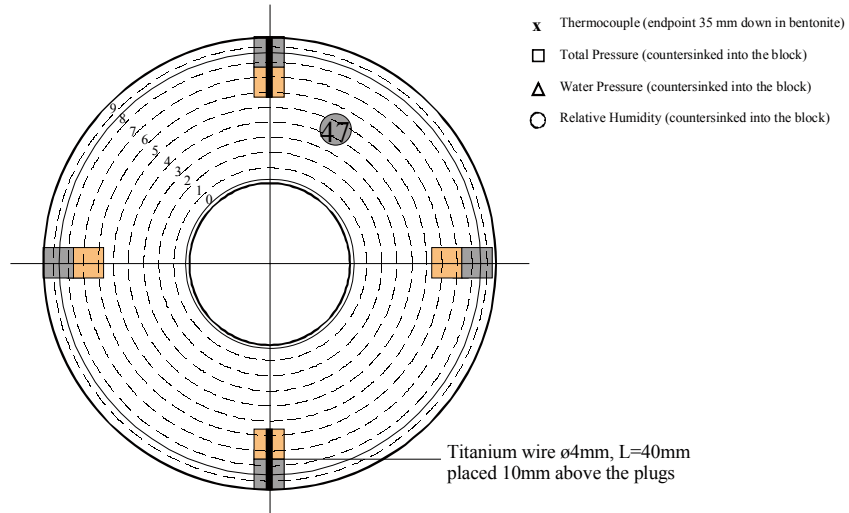 x Thermocouple (endpoint 35 mm down in bentonite)
Total Pressure (countersinked into the block)
Water Pressure (countersinked into the block)
Relative Humidity (countersinked into the block)
9
8
7
6
5
4
3
2
1
0
47
Titanium wire ø4mm, L=40mm
placed 10mm above the plugs